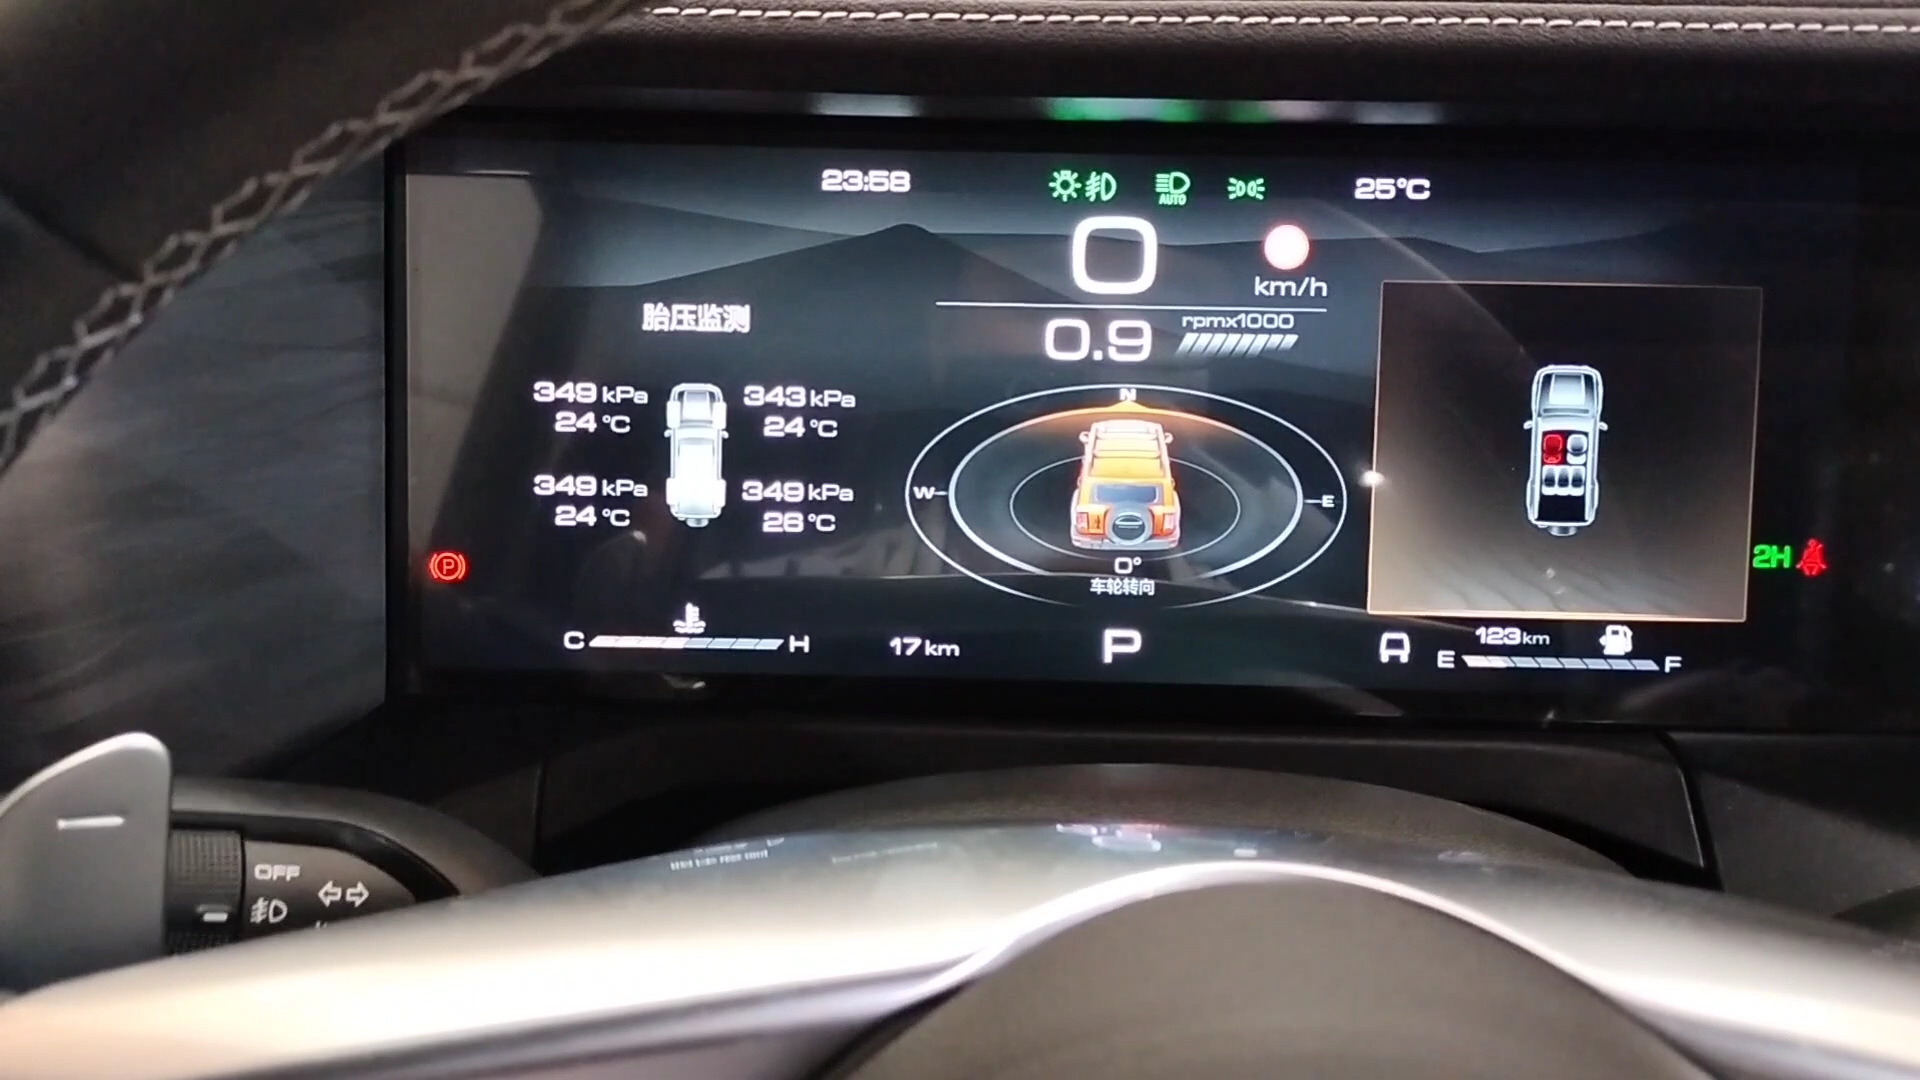 23:58
AUTO
25°C
0
km/h
0.9
rpmx1000
胎压监测
349 kPa
24 °C
343 kPa
24 °C
349 kPa
24 °C
349 kPa
26 °C
N
W
E
0°
车轮转向
P
2H
C
H
17 km
P
123 km
E
F
OFF